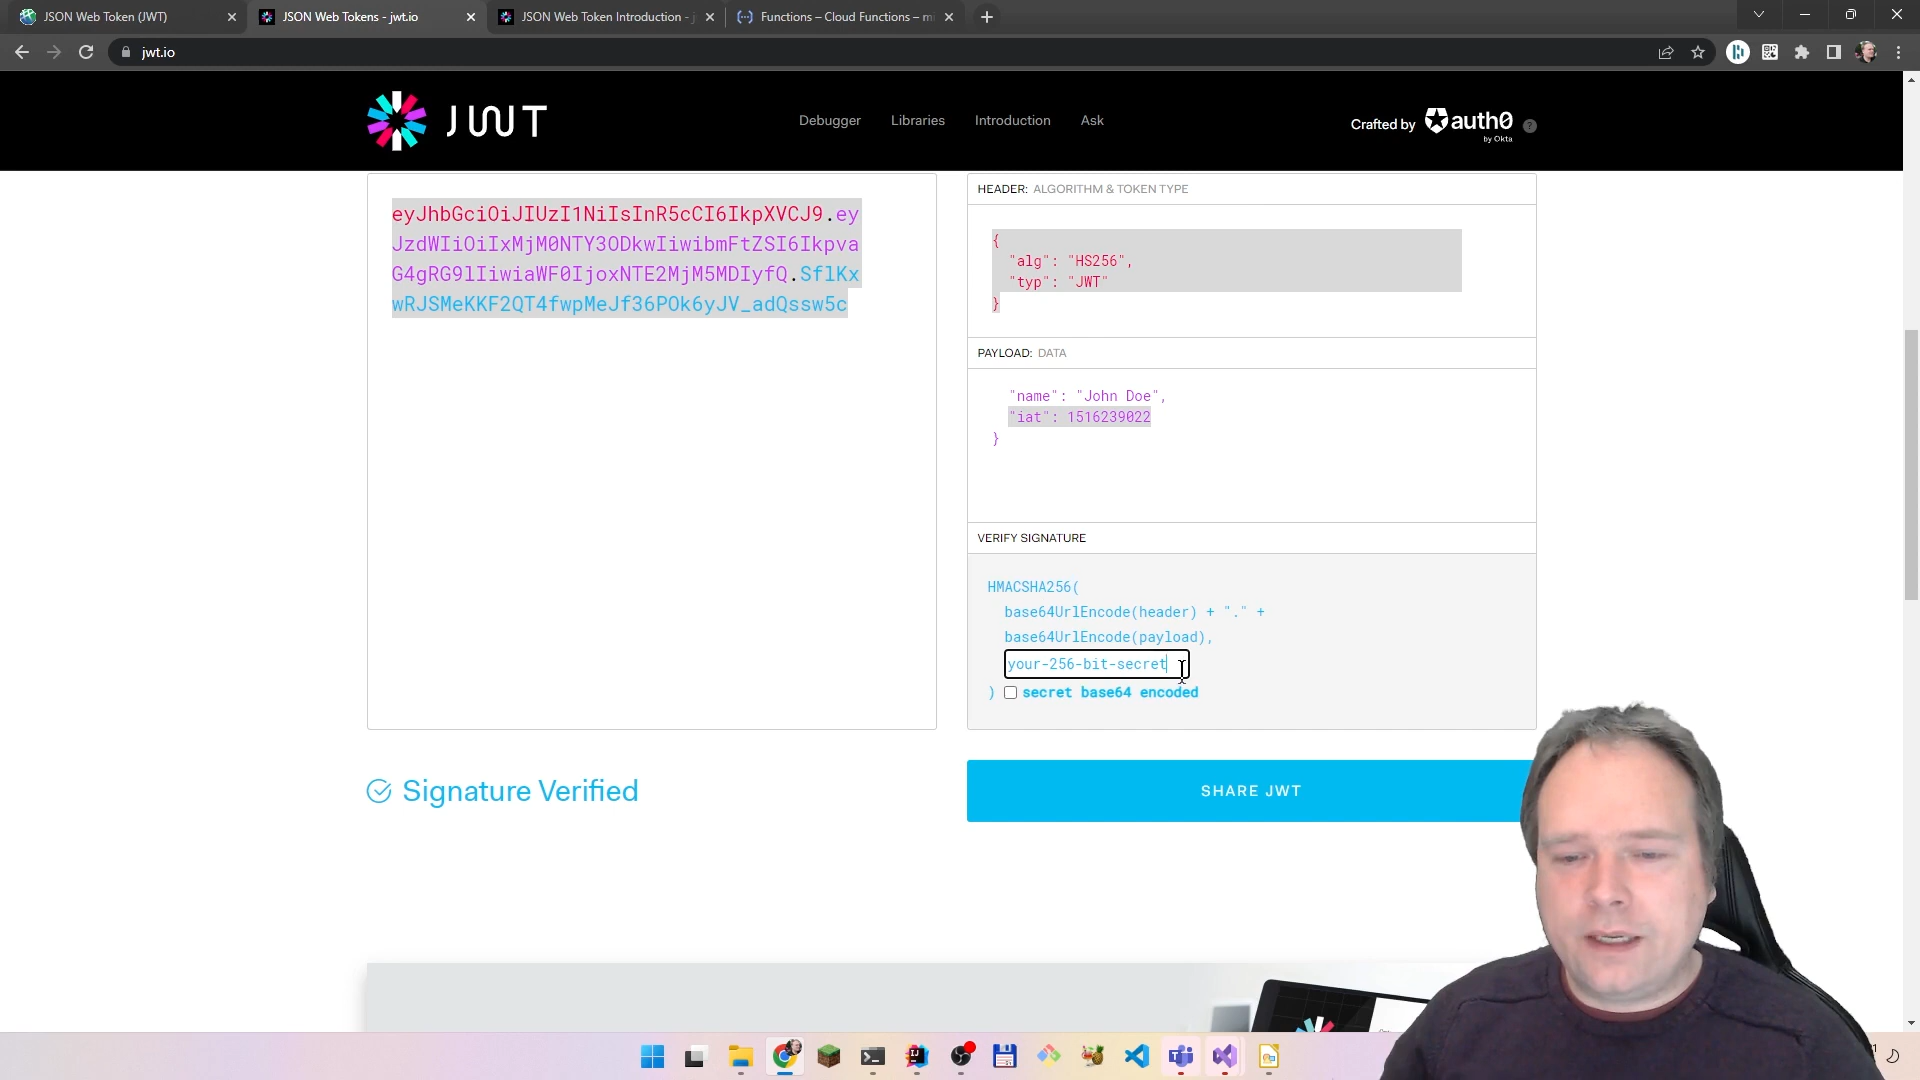 JSON Web Token (JWT)
JSON Web Tokens - jwt.io
JSON Web Token Introduction - j
Functions – Cloud Functions – m
jwt.io
JWT
Debugger
Libraries
Introduction
Ask
Crafted by
auth0
by Okta
?
eyJhbGciOiJIUzI1NiIsInR5cCI6IkpXVCJ9.ey
JzdWIiOiIxMjM0NTY3ODkwIiwibmFtZSI6Ikpva
G4gRG9lIiwiaWF0IjoxNTE2MjM5MDIyfQ.SflKx
wRJSMeKKF2QT4fwpMeJf36POk6yJV_adQssw5c
HEADER: ALGORITHM & TOKEN TYPE
{
"alg": "HS256",
"typ": "JWT"
}
PAYLOAD: DATA
"name": "John Doe",
"iat": 1516239022
}
VERIFY SIGNATURE
HMACSHA256(
base64UrlEncode(header) + "." +
base64UrlEncode(payload),
your-256-bit-secret
) secret base64 encoded
Signature Verified
SHARE JWT